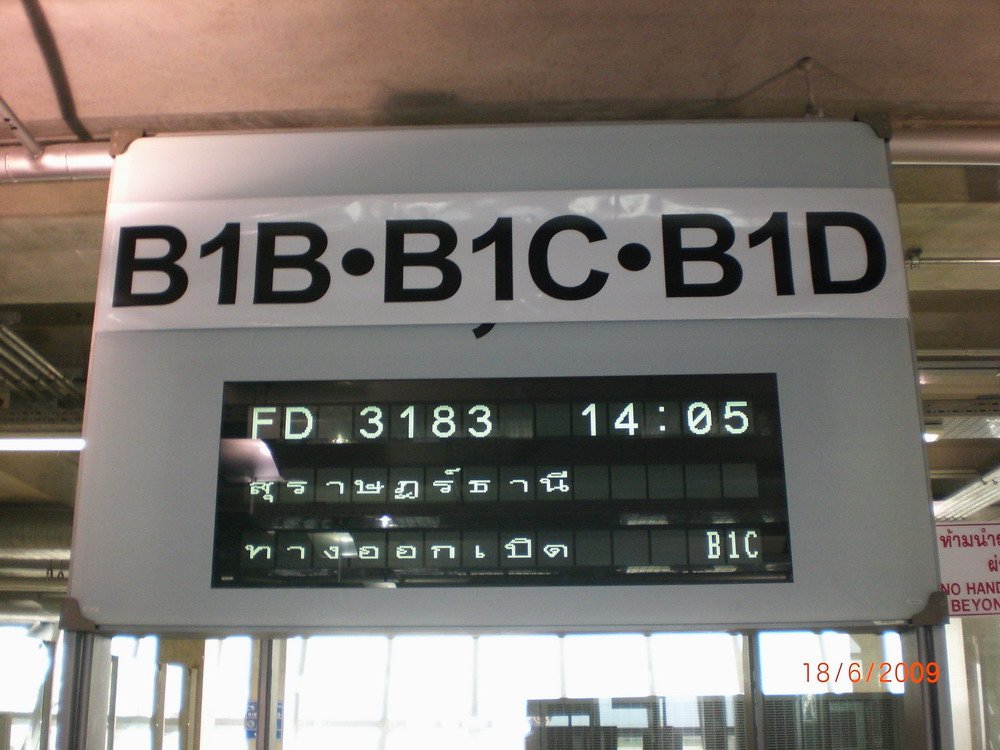 B1B•B1C•B1D
FD 3183 14:05
สุราษฎร์ธานี
ทางออกเปิด B1C
ห้ามนำ
NO HAND
BEYON
18/6/2009